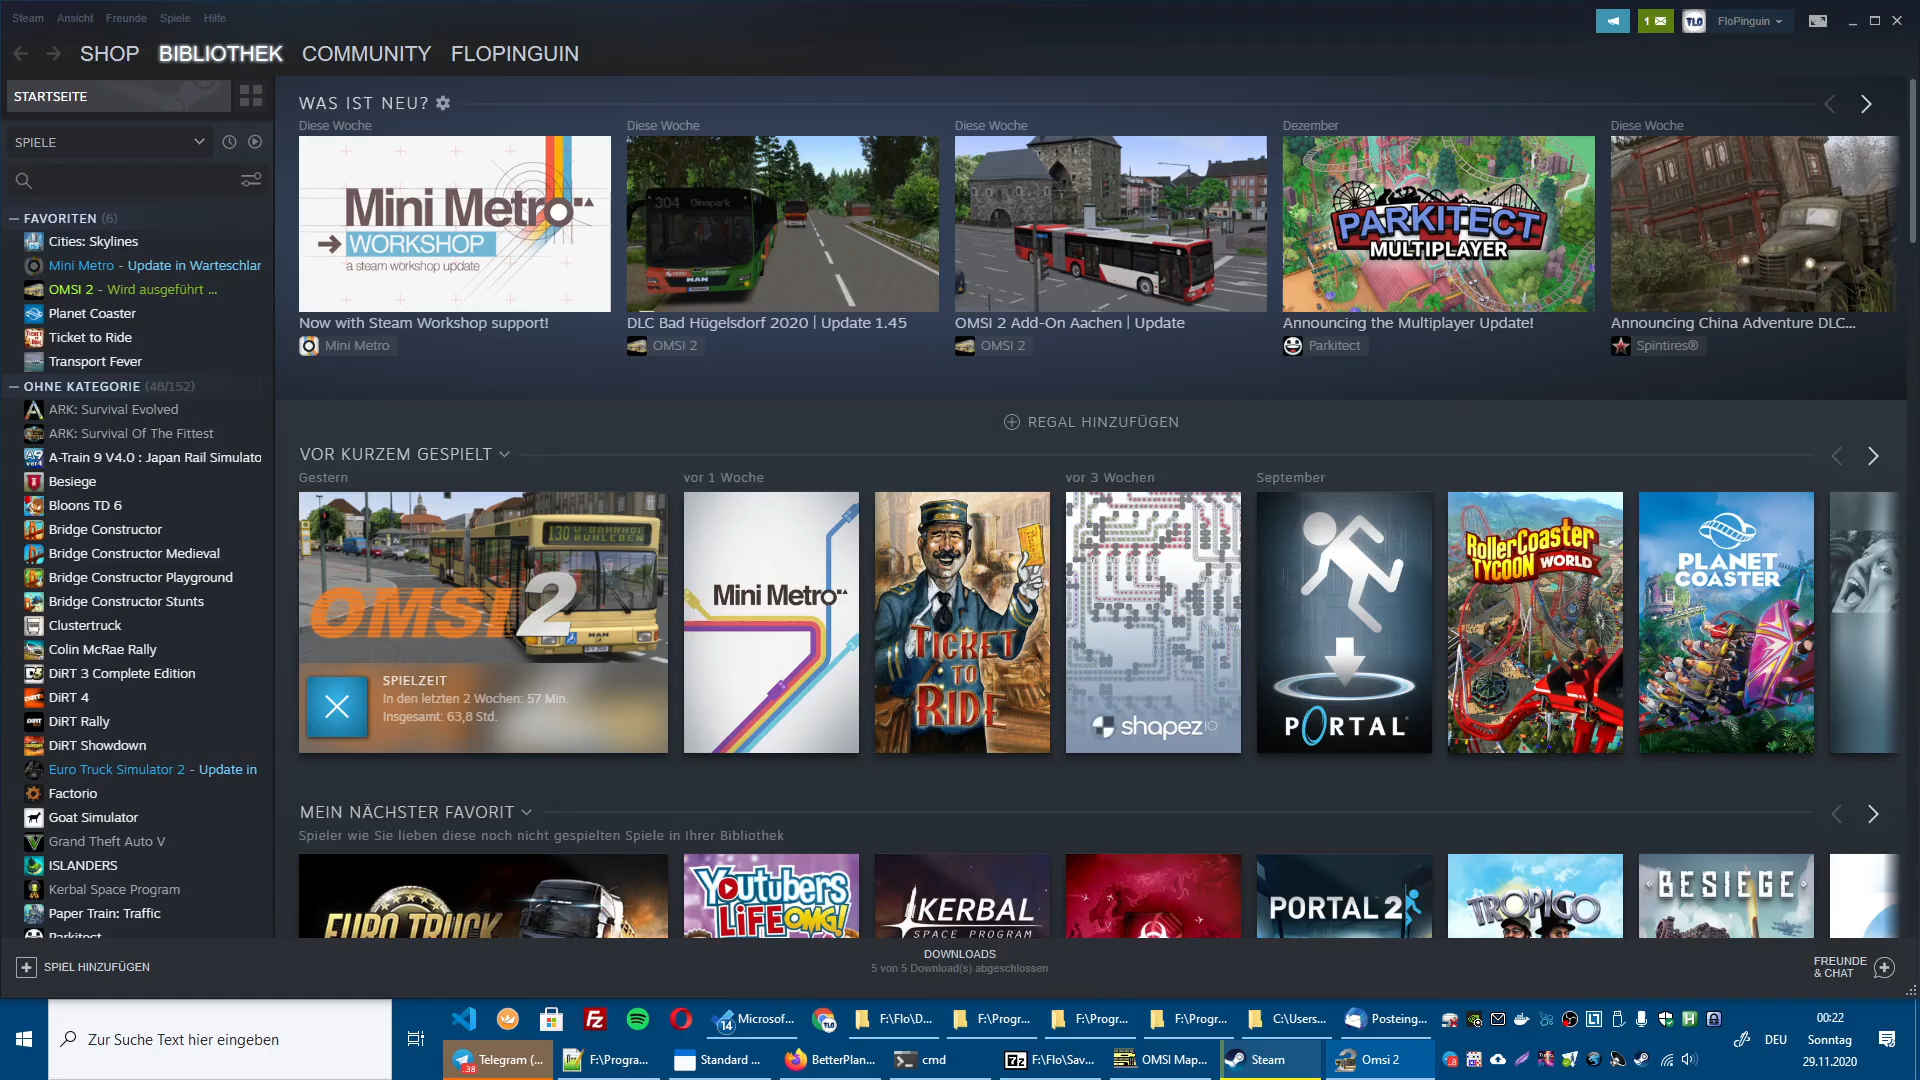 Steam Ansicht Freunde Spiele Hilfe
1
FloPinguin
SHOP BIBLIOTHEK COMMUNITY FLOPINGUIN
STARTSEITE
SPIELE
FAVORITEN (6)
Cities: Skylines
Mini Metro - Update in Warteschlar
OMSI 2 - Wird ausgeführt ...
Planet Coaster
Ticket to Ride
Transport Fever
OHNE KATEGORIE (48/152)
ARK: Survival Evolved
ARK: Survival Of The Fittest
A-Train 9 V4.0 : Japan Rail Simulato
Besiege
Bloons TD 6
Bridge Constructor
Bridge Constructor Medieval
Bridge Constructor Playground
Bridge Constructor Stunts
Clustertruck
Colin McRae Rally
DiRT 3 Complete Edition
DiRT 4
DiRT Rally
DiRT Showdown
Euro Truck Simulator 2 - Update in
Factorio
Goat Simulator
Grand Theft Auto V
ISLANDERS
Kerbal Space Program
Paper Train: Traffic
Parkitect
SPIEL HINZUFÜGEN
WAS IST NEU?
Diese Woche
Mini Metro
WORKSHOP
a steam workshop update
Now with Steam Workshop support!
Mini Metro
Diese Woche
304 Dinopark
MAN
DLC Bad Hügelsdorf 2020 | Update 1.45
OMSI 2
Diese Woche
OMSI 2 Add-On Aachen | Update
OMSI 2
Dezember
PARKITECT
MULTIPLAYER
Announcing the Multiplayer Update!
Parkitect
Diese Woche
Announcing China Adventure DLC...
Spintires®
REGAL HINZUFÜGEN
VOR KURZEM GESPIELT
Gestern
130 U-BAHNHOF
RUHLEBEN
OMSI 2
MAN
SPIELZEIT
In den letzten 2 Wochen: 57 Min.
Insgesamt: 63,8 Std.
vor 1 Woche
Mini Metro
TICKET
TO
RIDE
vor 3 Wochen
shapez.io
September
PORTAL
RollerCoaster
TYCOON WORLD
PLANET
COASTER
MEIN NÄCHSTER FAVORIT
Spieler wie Sie lieben diese noch nicht gespielten Spiele in Ihrer Bibliothek
EURO TRUCK
Youtubers
LiFE OMG!
KERBAL
SPACE PROGRAM
PORTAL 2
TROPICO
BESIEGE
DOWNLOADS
5 von 5 Download(s) abgeschlossen
FREUNDE
& CHAT
Zur Suche Text hier eingeben
14 Microsof...
F:\Flo\D...
F:\Progr...
F:\Progr...
F:\Progr...
C:\Users...
Posteing...
38 Telegram (...
F:\Progra...
Standard ...
BetterPlan...
cmd
F:\Flo\Sav...
OMSI Map...
Steam
Omsi 2
DEU
00:22
Sonntag
29.11.2020